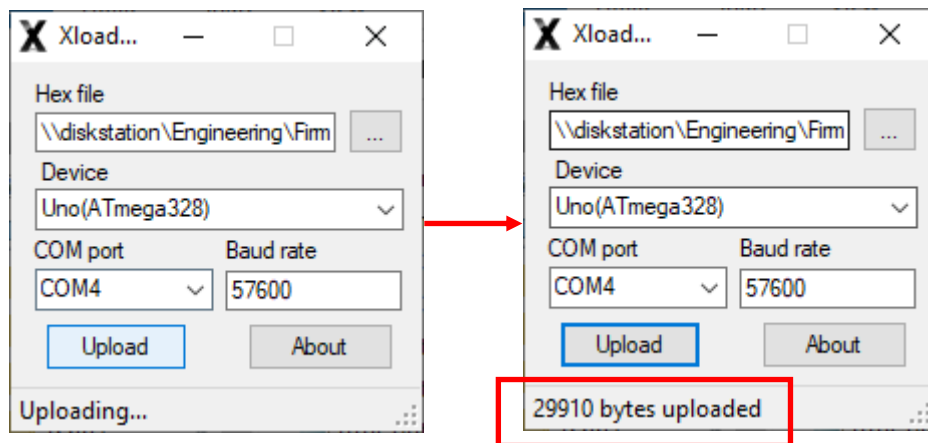 Xload...
Hex file
\\diskstation\Engineering\Firm
...
Device
Uno(ATmega328)
COM port Baud rate
COM4 57600
Upload About
Uploading...
Xload...
Hex file
\\diskstation\Engineering\Firm
...
Device
Uno(ATmega328)
COM port Baud rate
COM4 57600
Upload About
29910 bytes uploaded